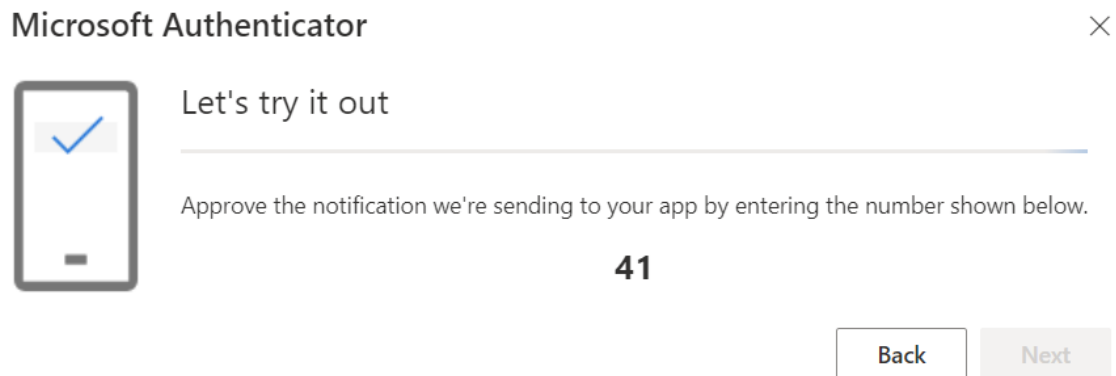 Microsoft Authenticator
Let's try it out
Approve the notification we're sending to your app by entering the number shown below.
41
Back
Next